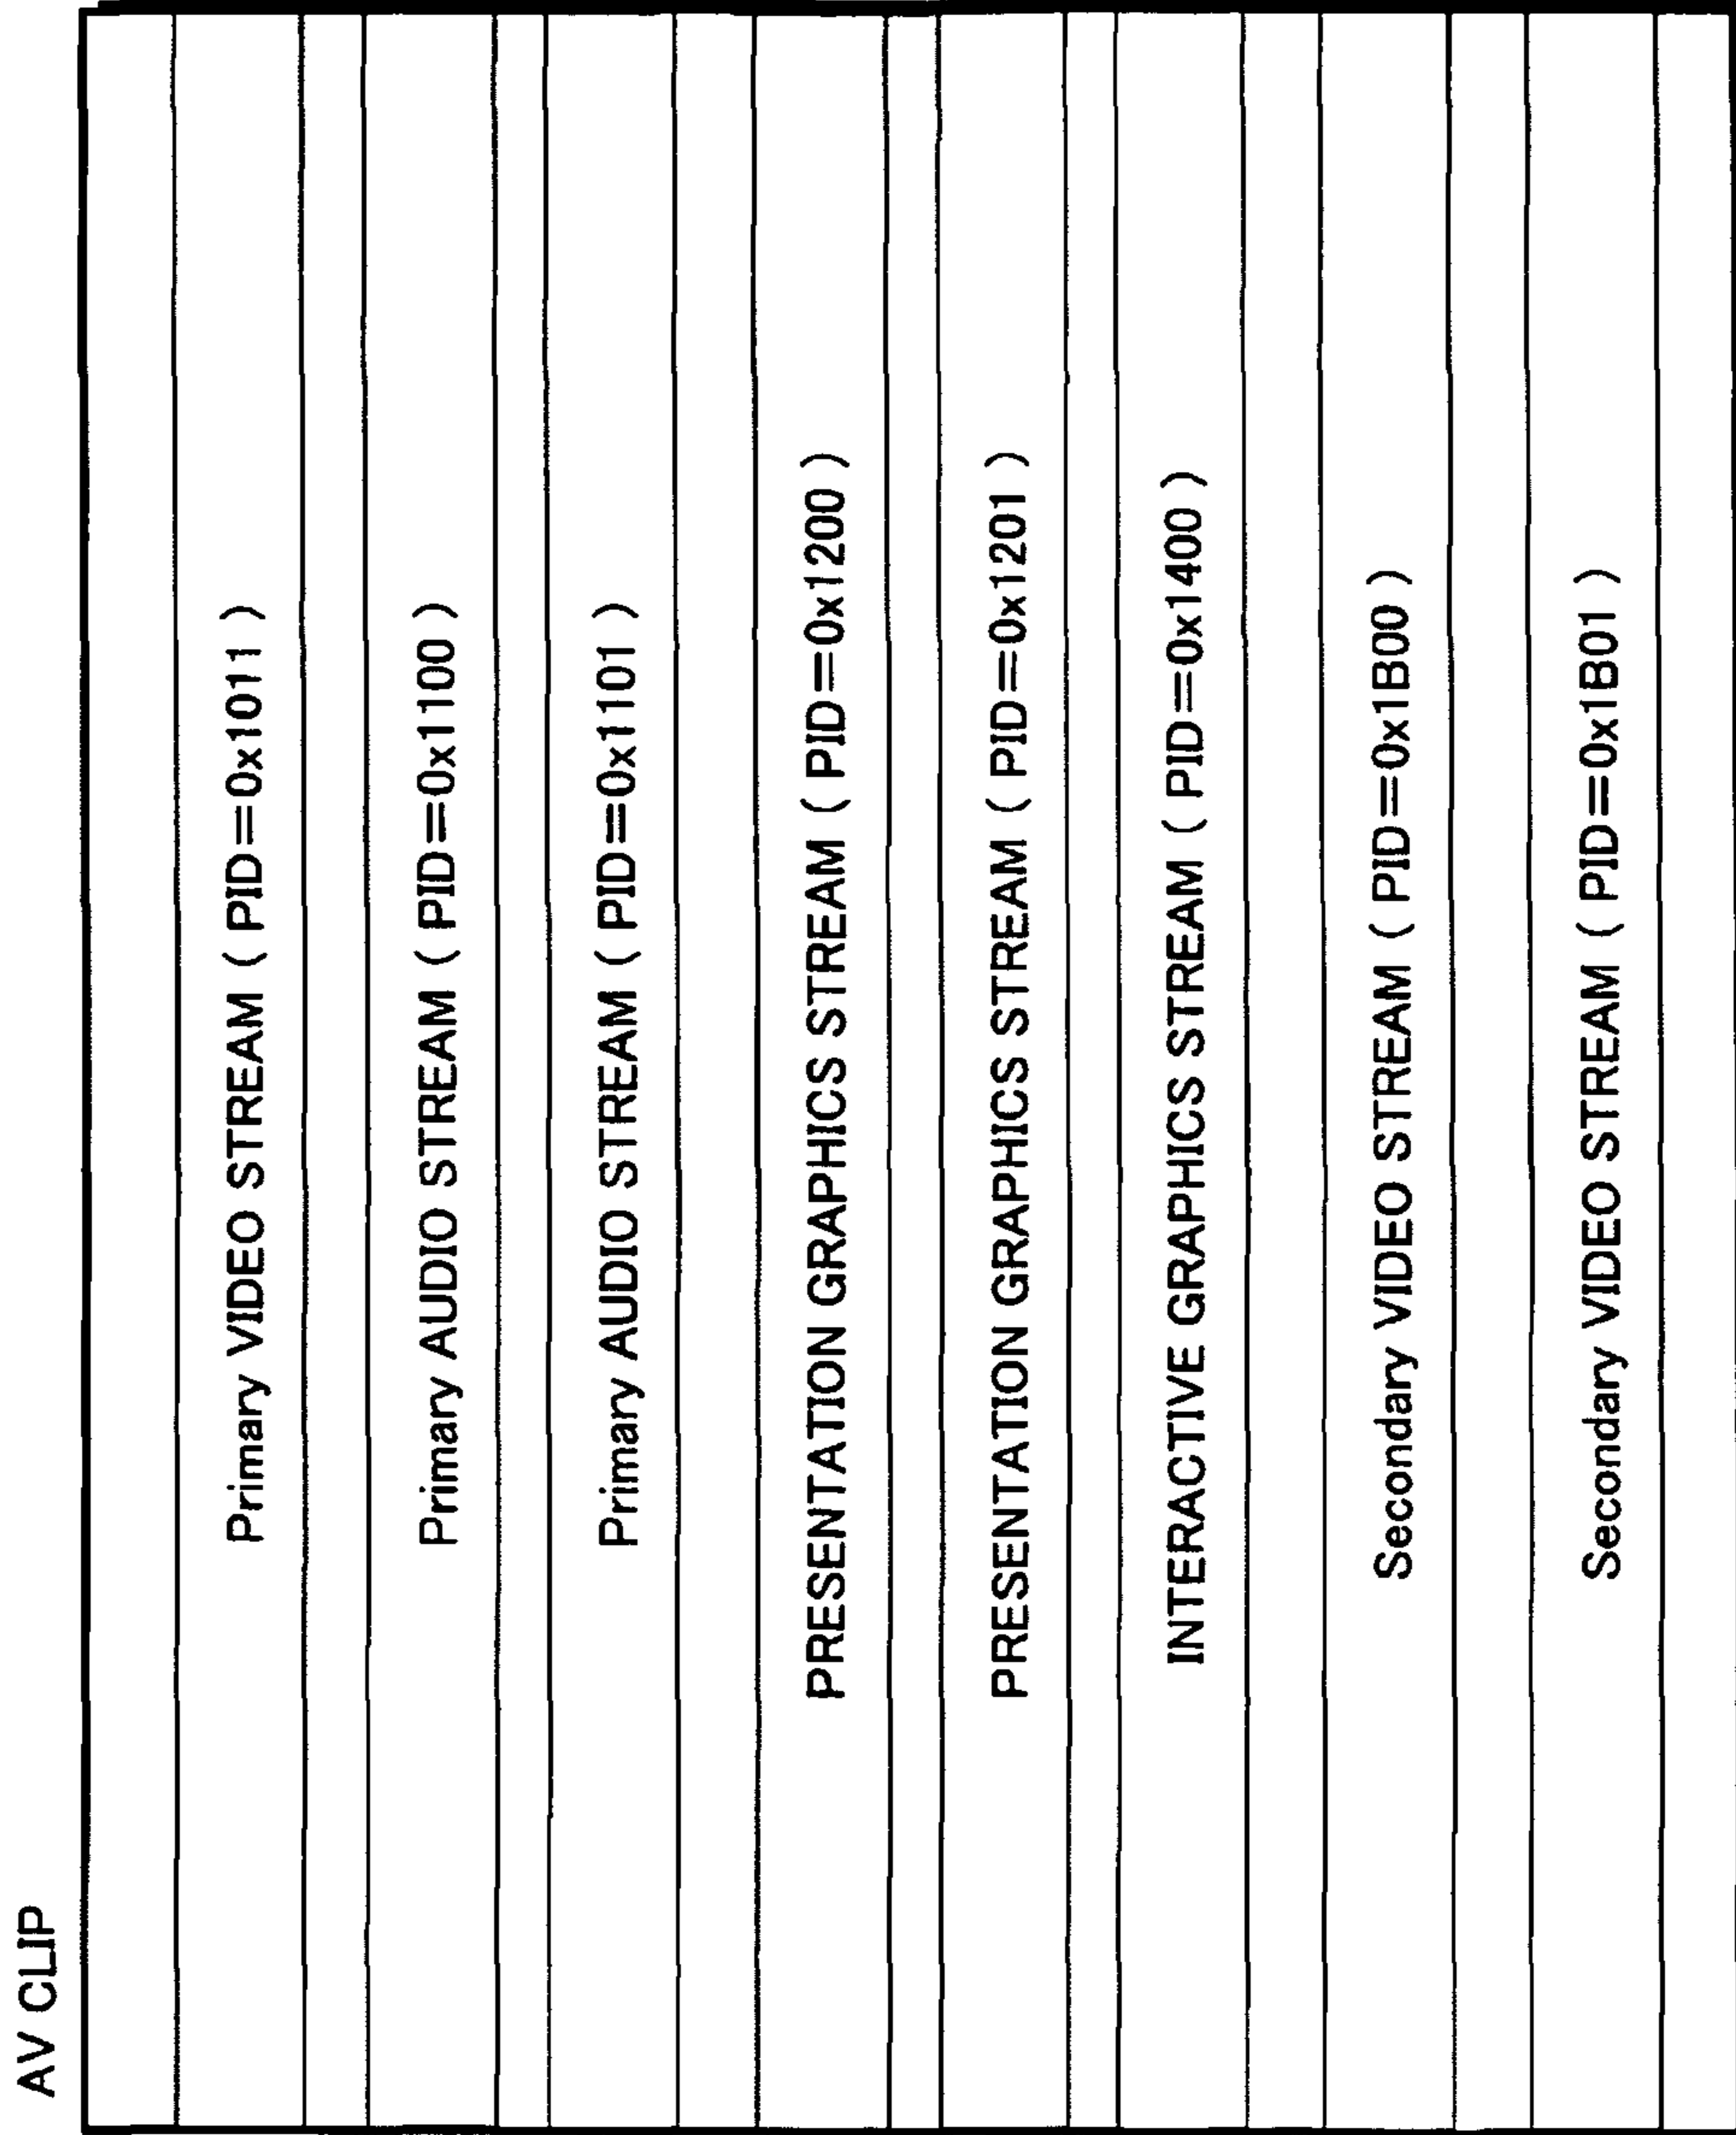 AV CLIP
Primary VIDEO STREAM ( PID=0x1011 )
Primary AUDIO STREAM ( PID=0x1100 )
Primary AUDIO STREAM ( PID=0x1101 )
PRESENTATION GRAPHICS STREAM ( PID=0x1200 )
PRESENTATION GRAPHICS STREAM ( PID=0x1201 )
INTERACTIVE GRAPHICS STREAM ( PID=0x1400 )
Secondary VIDEO STREAM ( PID=0x1B00 )
Secondary VIDEO STREAM ( PID=0x1B01 )